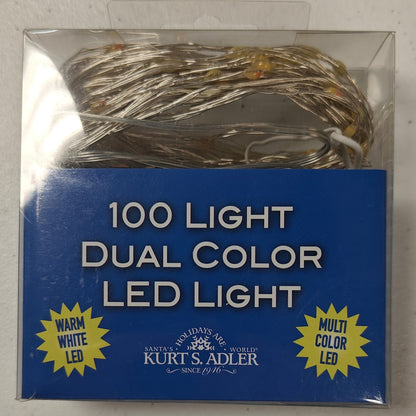 100 LIGHT
DUAL COLOR
LED LIGHT
WARM
WHITE
LED
MULTI
COLOR
LED
HOLIDAYS ARE
SANTA'S WORLD®
KURT S. ADLER
SINCE 1946